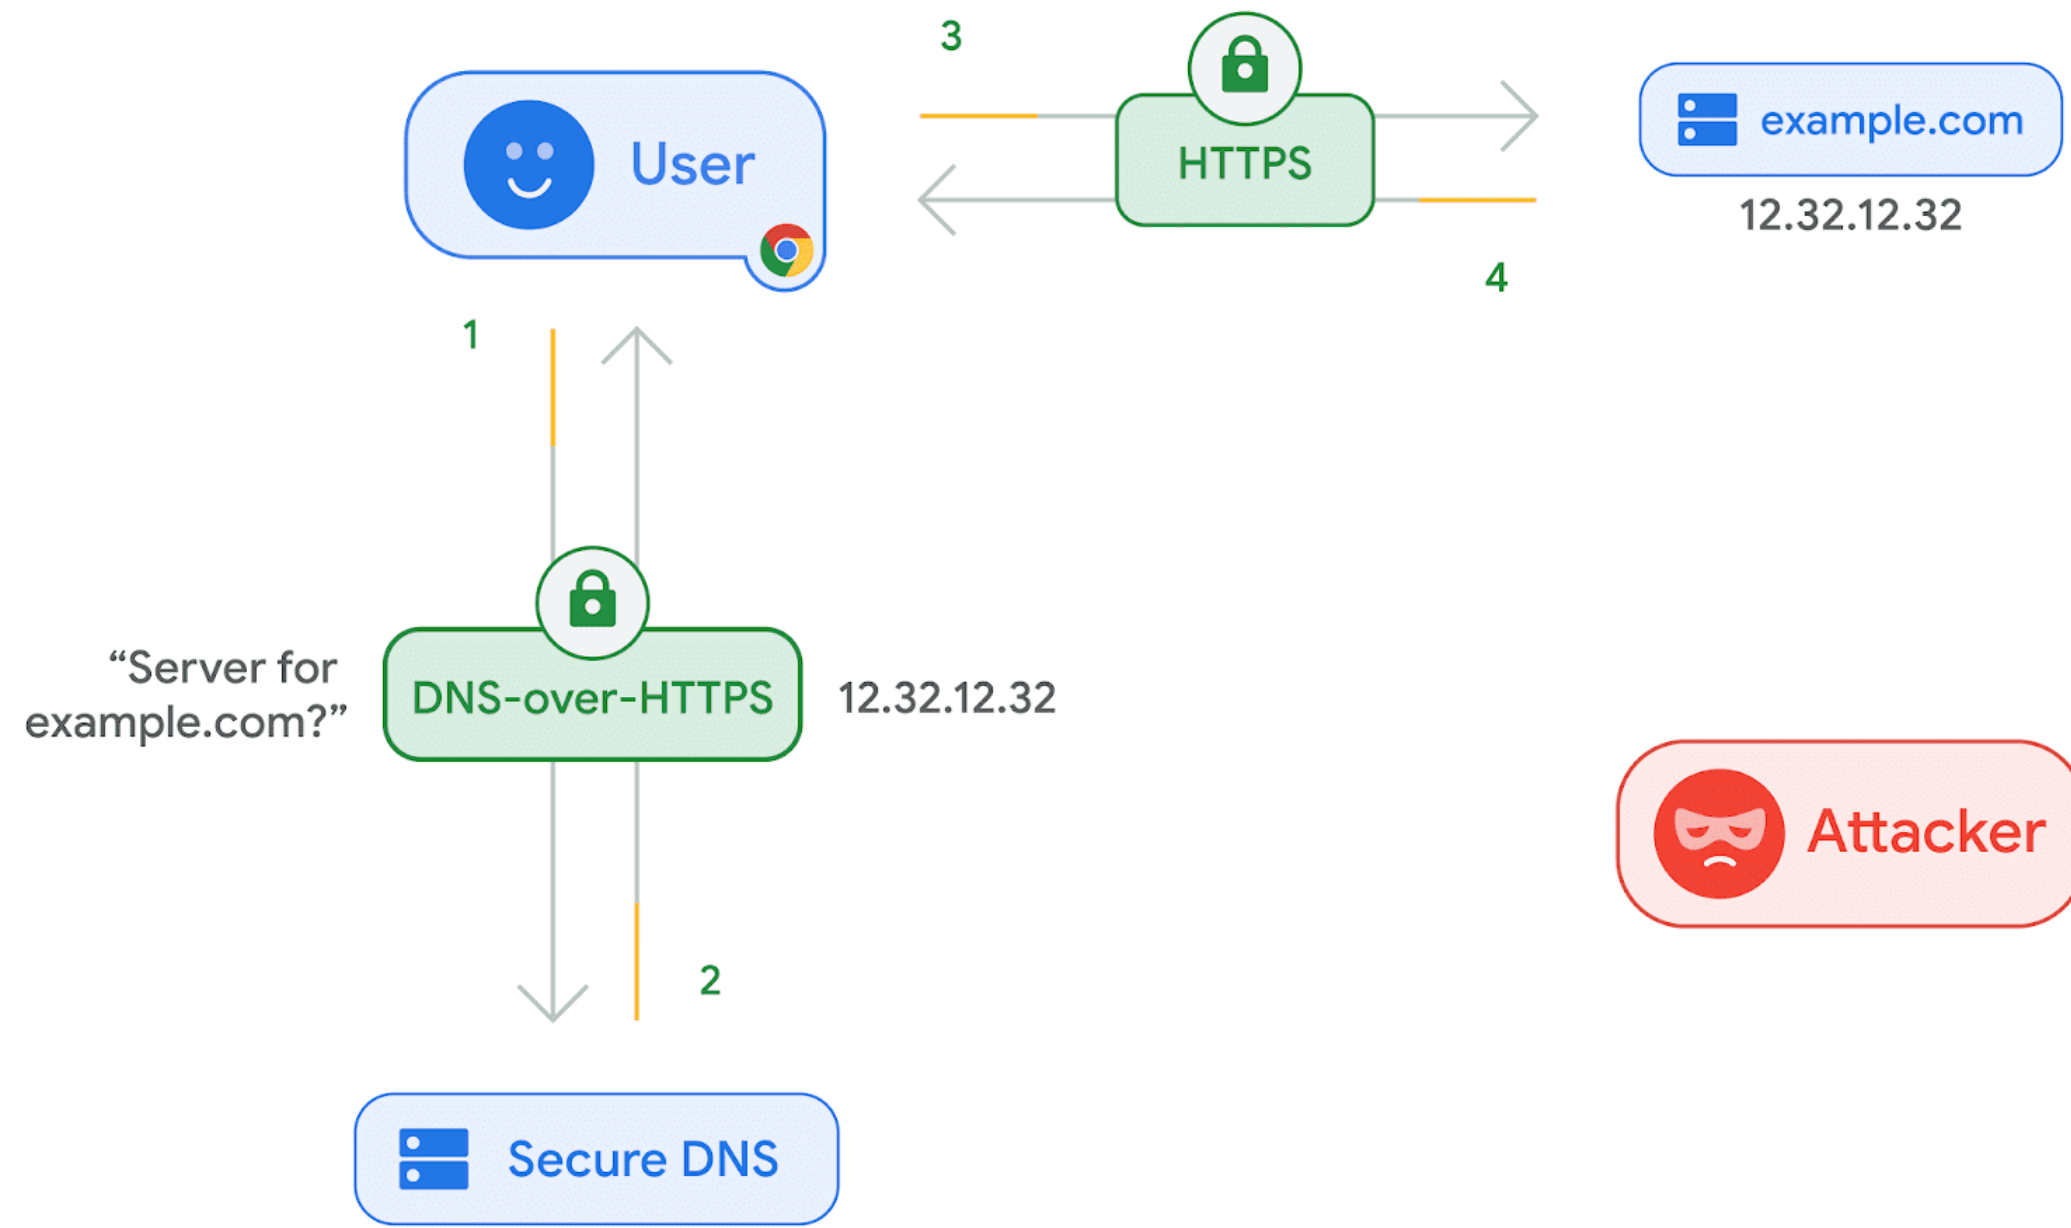 3
User
HTTPS
example.com
12.32.12.32
4
1
“Server for
example.com?”
DNS-over-HTTPS
12.32.12.32
Attacker
2
Secure DNS